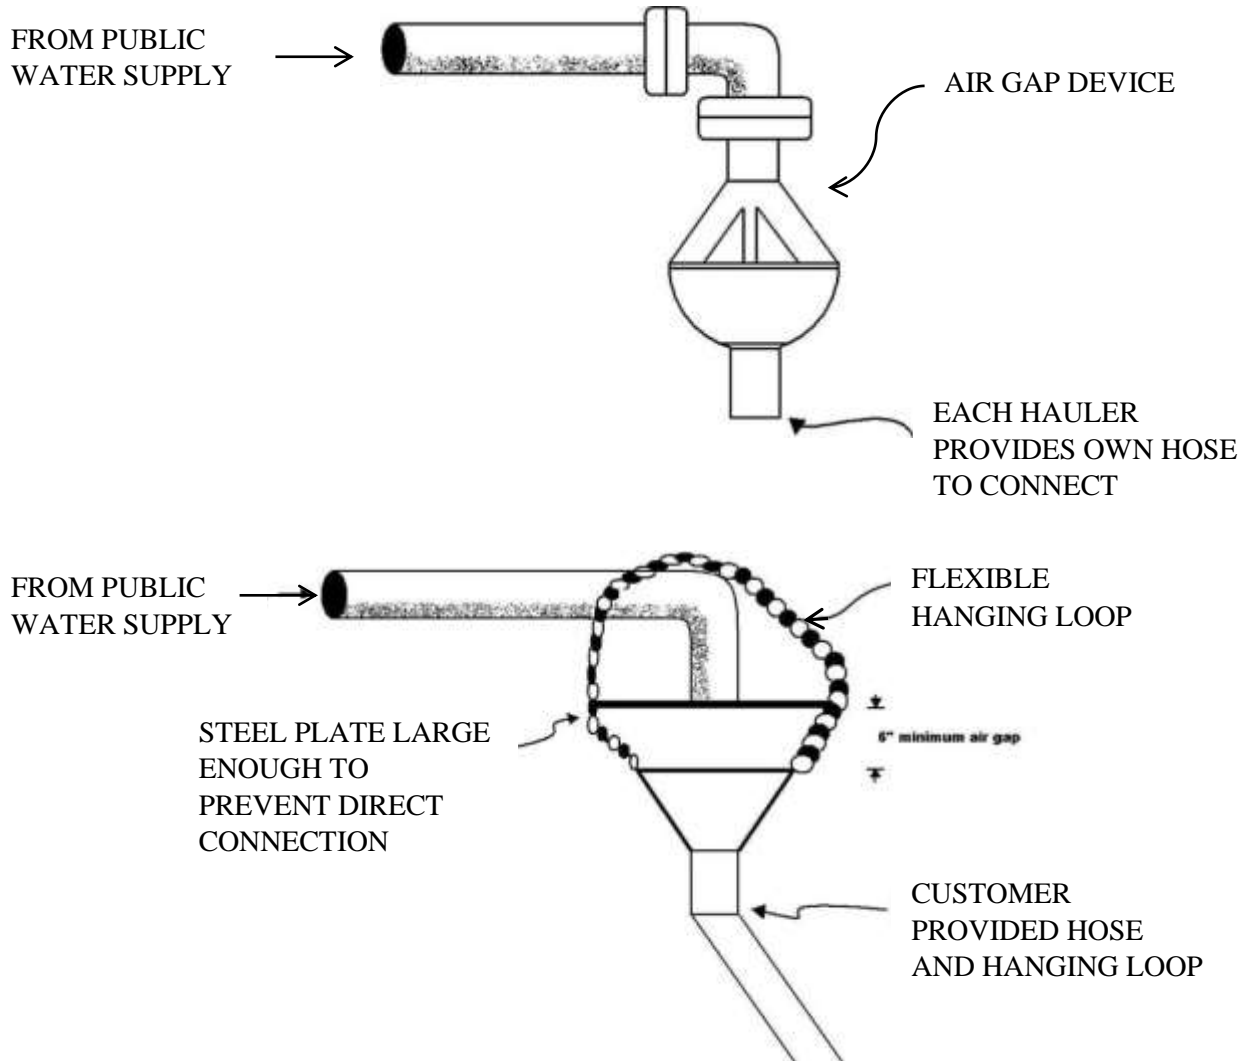 FROM PUBLIC
WATER SUPPLY
AIR GAP DEVICE
EACH HAULER
PROVIDES OWN HOSE
TO CONNECT
FROM PUBLIC
WATER SUPPLY
FLEXIBLE
HANGING LOOP
STEEL PLATE LARGE
ENOUGH TO
PREVENT DIRECT
CONNECTION
6" minimum air gap
CUSTOMER
PROVIDED HOSE
AND HANGING LOOP